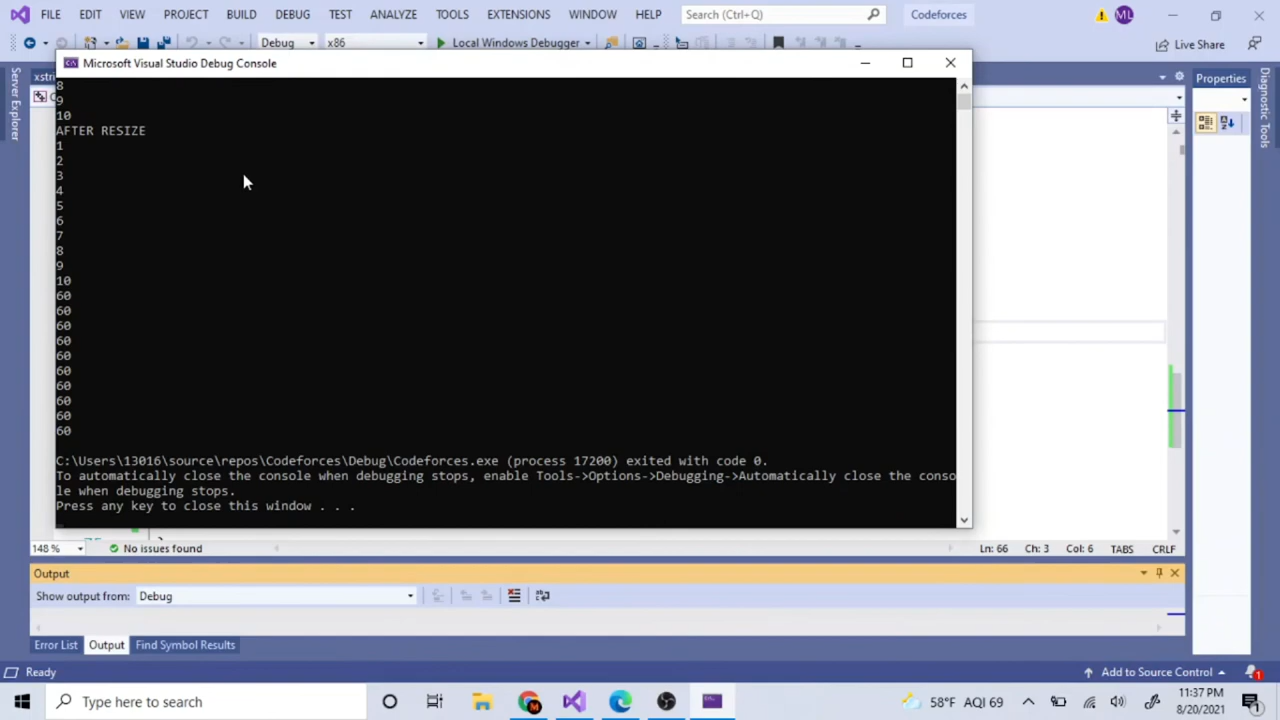 FILE EDIT VIEW PROJECT BUILD DEBUG TEST ANALYZE TOOLS EXTENSIONS WINDOW HELP Search (Ctrl+Q) Codeforces ML
Debug x86 Local Windows Debugger Live Share
Server Explorer
xstri
Microsoft Visual Studio Debug Console
Properties
Diagnostic Tools
8
9
10
AFTER RESIZE
1
2
3
4
5
6
7
8
9
10
60
60
60
60
60
60
60
60
60
60
C:\Users\13016\source\repos\Codeforces\Debug\Codeforces.exe (process 17200) exited with code 0.
To automatically close the console when debugging stops, enable Tools->Options->Debugging->Automatically close the conso
le when debugging stops.
Press any key to close this window . . .
148 % No issues found Ln: 66 Ch: 3 Col: 6 TABS CRLF
Output
Show output from: Debug
Error List Output Find Symbol Results
Ready Add to Source Control 1
Type here to search 58°F AQI 69 11:37 PM
8/20/2021 1